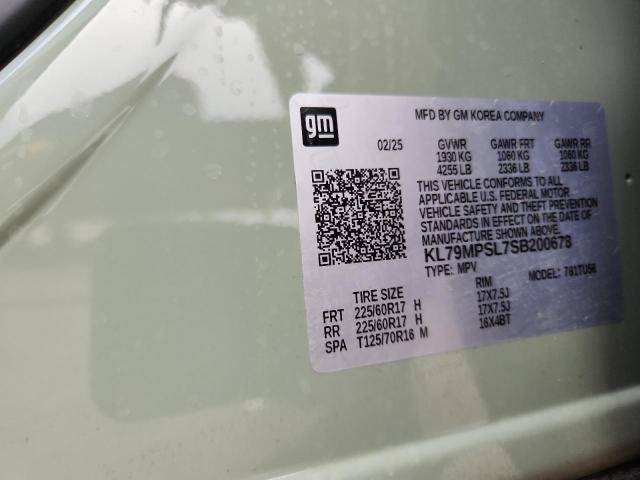 gm
MFD BY GM KOREA COMPANY
02/25 GVWR GAWR FRT GAWR RR
1930 KG 1060 KG 1060 KG
4255 LB 2336 LB 2336 LB
THIS VEHICLE CONFORMS TO ALL
APPLICABLE U.S. FEDERAL MOTOR
VEHICLE SAFETY AND THEFT PREVENTION
STANDARDS IN EFFECT ON THE DATE OF
MANUFACTURE SHOWN ABOVE.
KL79MPSL7SB200678
TYPE: MPV MODEL: 781TU58
TIRE SIZE RIM
FRT 225/60R17 H 17X7.5J
RR 225/60R17 H 17X7.5J
SPA T125/70R16 M 16X4BT